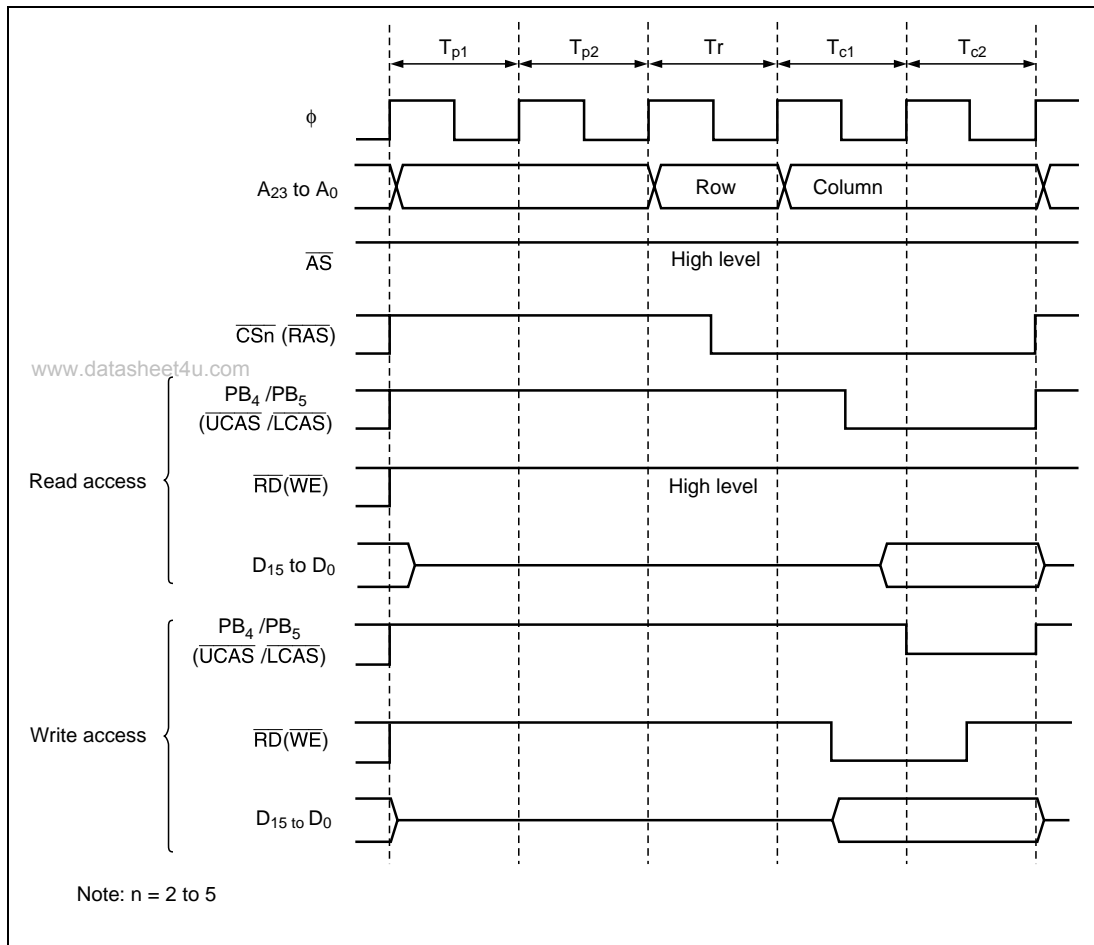 Tp1 Tp2 Tr Tc1 Tc2
φ
A23 to A0 Row Column
AS High level
CSn (RAS)
www.datasheet4u.com
PB4 /PB5
(UCAS /LCAS)
Read access
RD(WE) High level
D15 to D0
PB4 /PB5
(UCAS /LCAS)
Write access
RD(WE)
D15 to D0
Note: n = 2 to 5